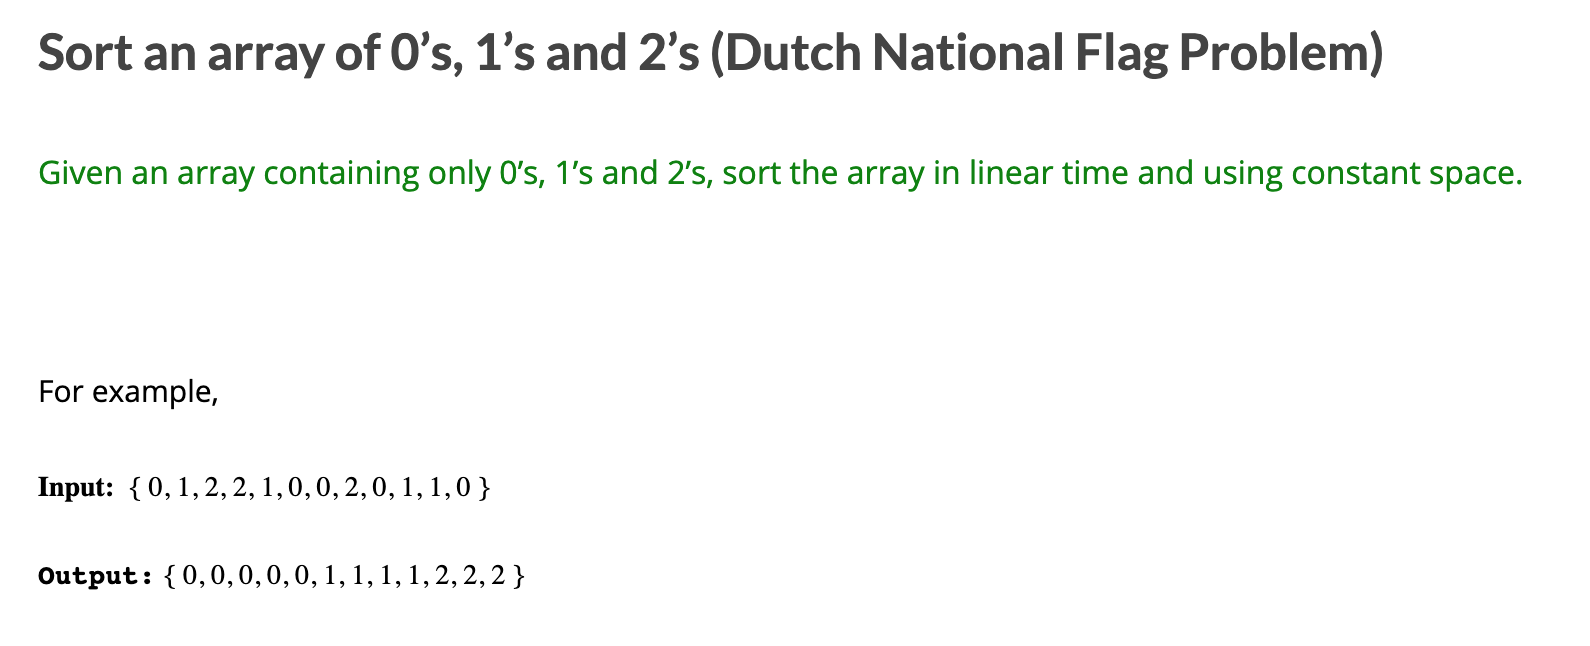 Sort an array of 0’s, 1’s and 2’s (Dutch National Flag Problem)
Given an array containing only 0’s, 1’s and 2’s, sort the array in linear time and using constant space.
For example,
Input: { 0, 1, 2, 2, 1, 0, 0, 2, 0, 1, 1, 0 }
Output: { 0, 0, 0, 0, 0, 1, 1, 1, 1, 2, 2, 2 }